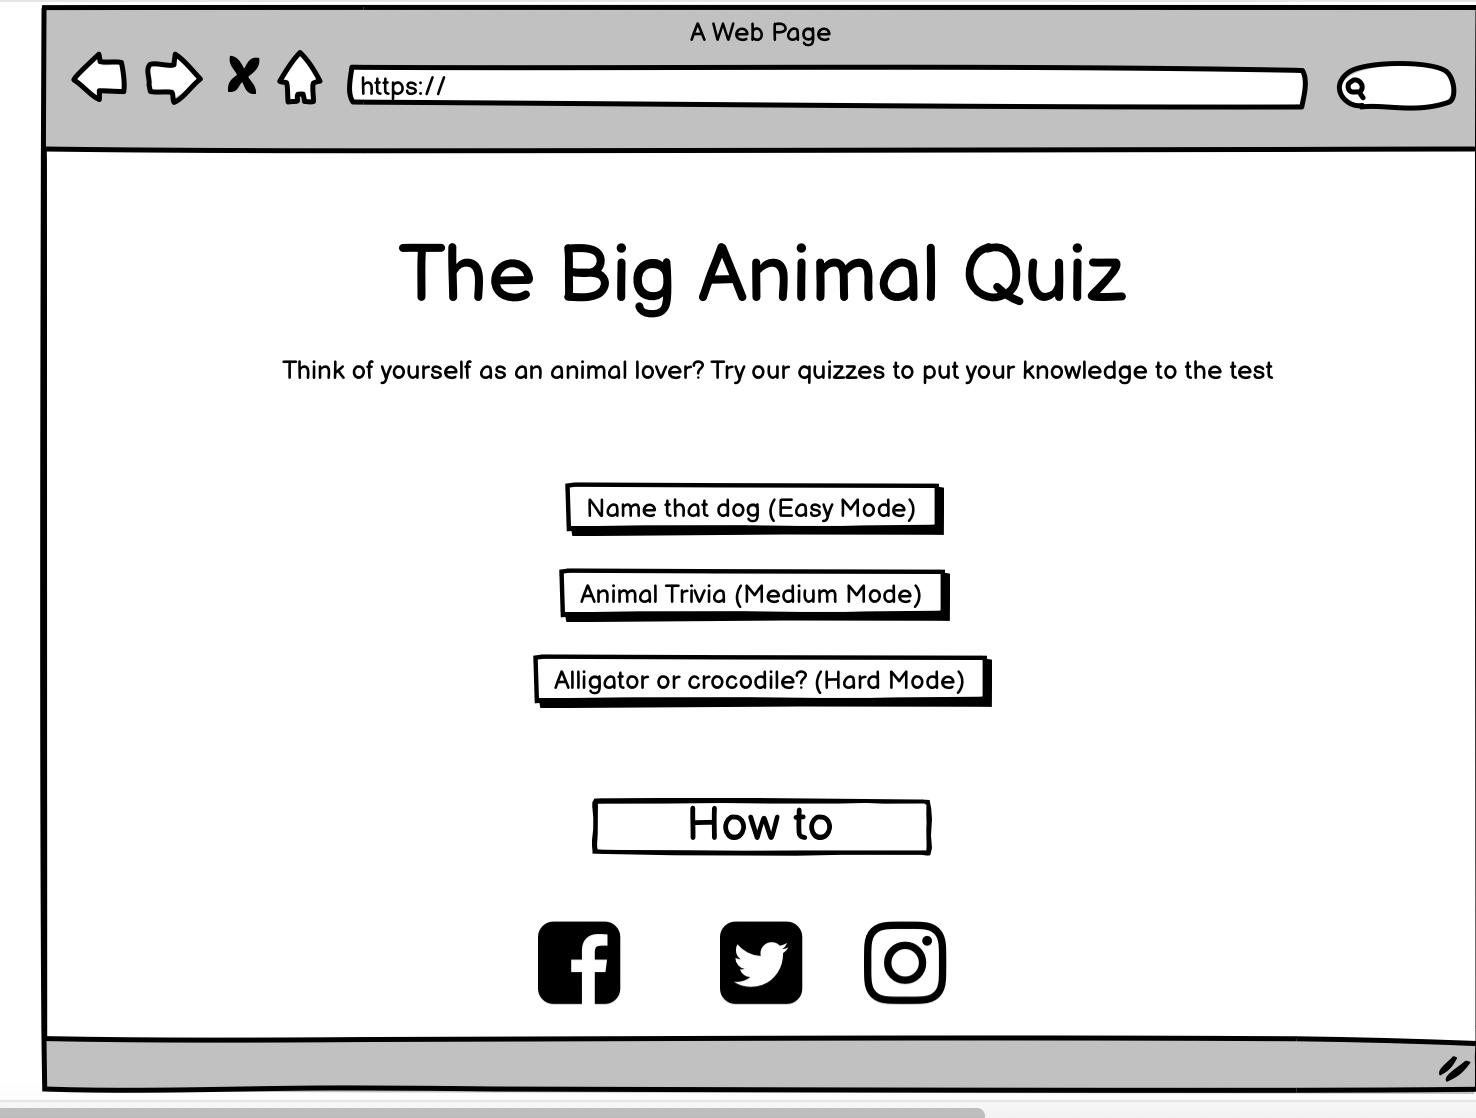 A Web Page
https://
The Big Animal Quiz
Think of yourself as an animal lover? Try our quizzes to put your knowledge to the test
Name that dog (Easy Mode)
Animal Trivia (Medium Mode)
Alligator or crocodile? (Hard Mode)
How to